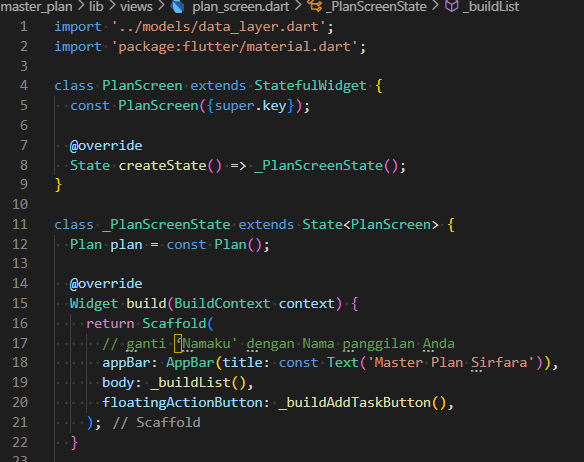 master_plan > lib > views > plan_screen.dart > _PlanScreenState > _buildList
1 import '../models/data_layer.dart';
2 import 'package:flutter/material.dart';
3
4 class PlanScreen extends StatefulWidget {
5 const PlanScreen({super.key});
6
7 @override
8 State createState() => _PlanScreenState();
9 }
10
11 class _PlanScreenState extends State<PlanScreen> {
12 Plan plan = const Plan();
13
14 @override
15 Widget build(BuildContext context) {
16 return Scaffold(
17 // ganti ‘Namaku' dengan Nama panggilan Anda
18 appBar: AppBar(title: const Text('Master Plan Sirfara')),
19 body: _buildList(),
20 floatingActionButton: _buildAddTaskButton(),
21 ); // Scaffold
22 }